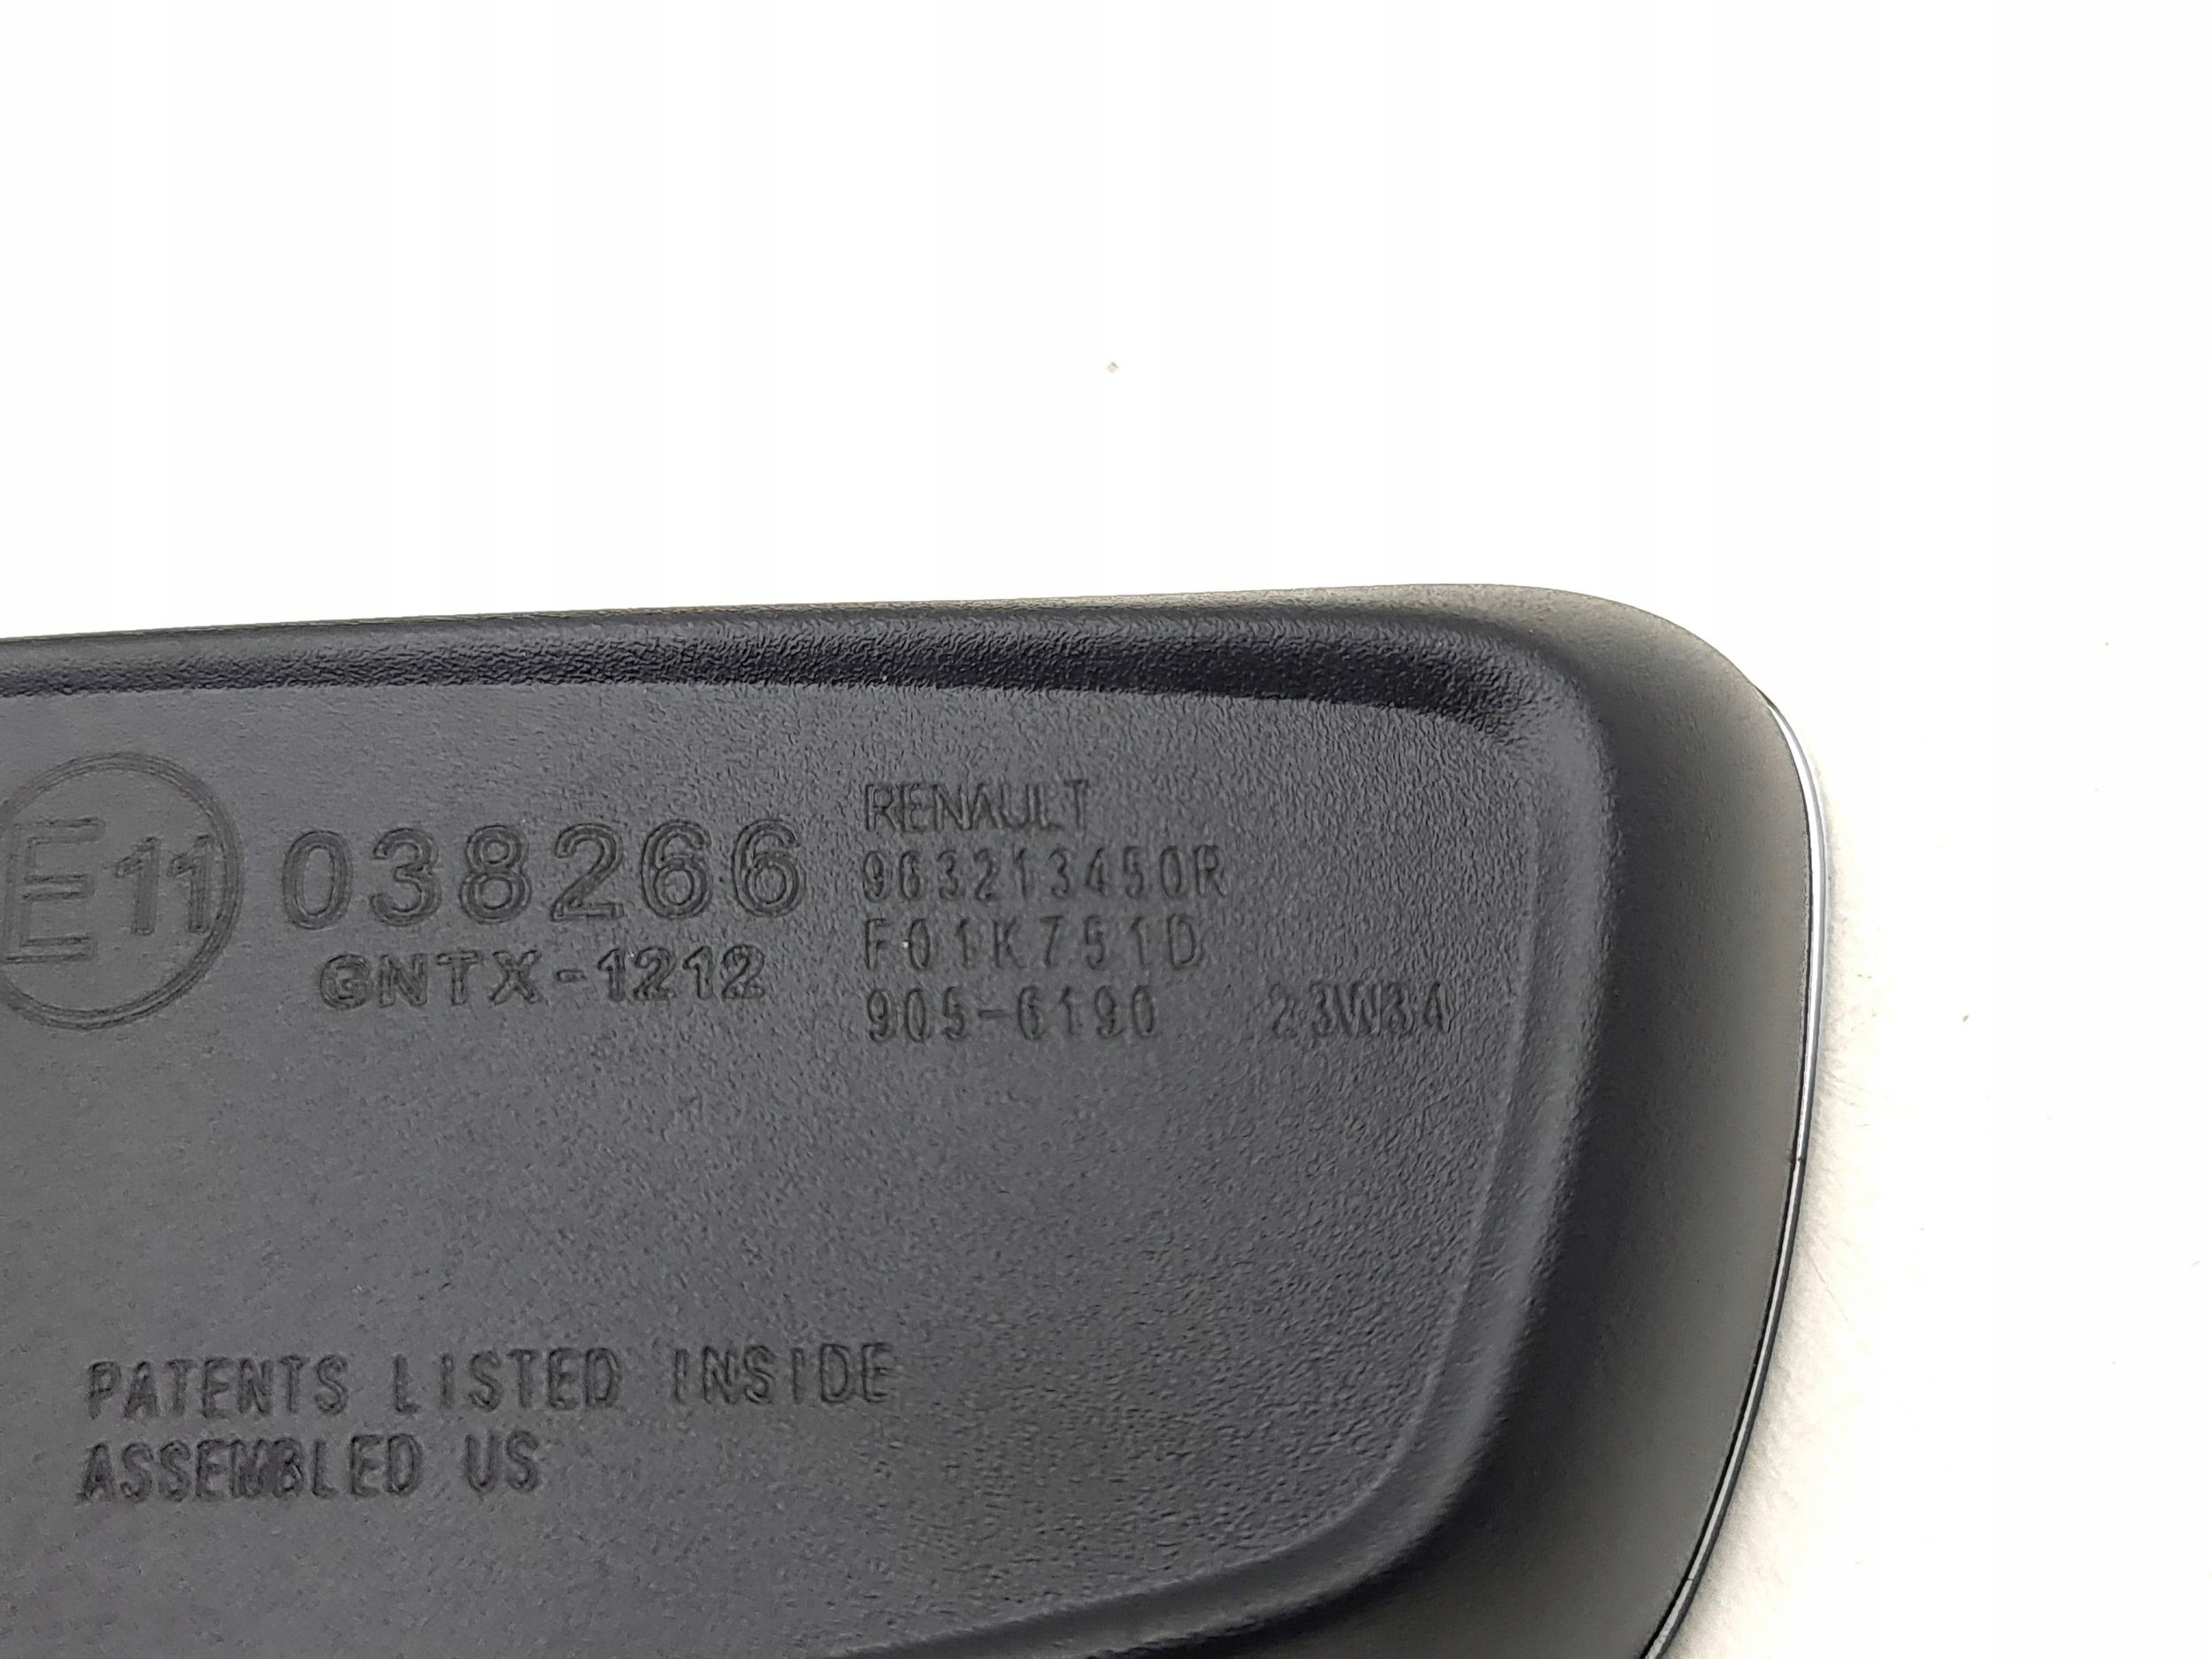 E11 038266
GNTX-1212
RENAULT
963213450R
F01K751D
905-6190 23W34
PATENTS LISTED INSIDE
ASSEMBLED US